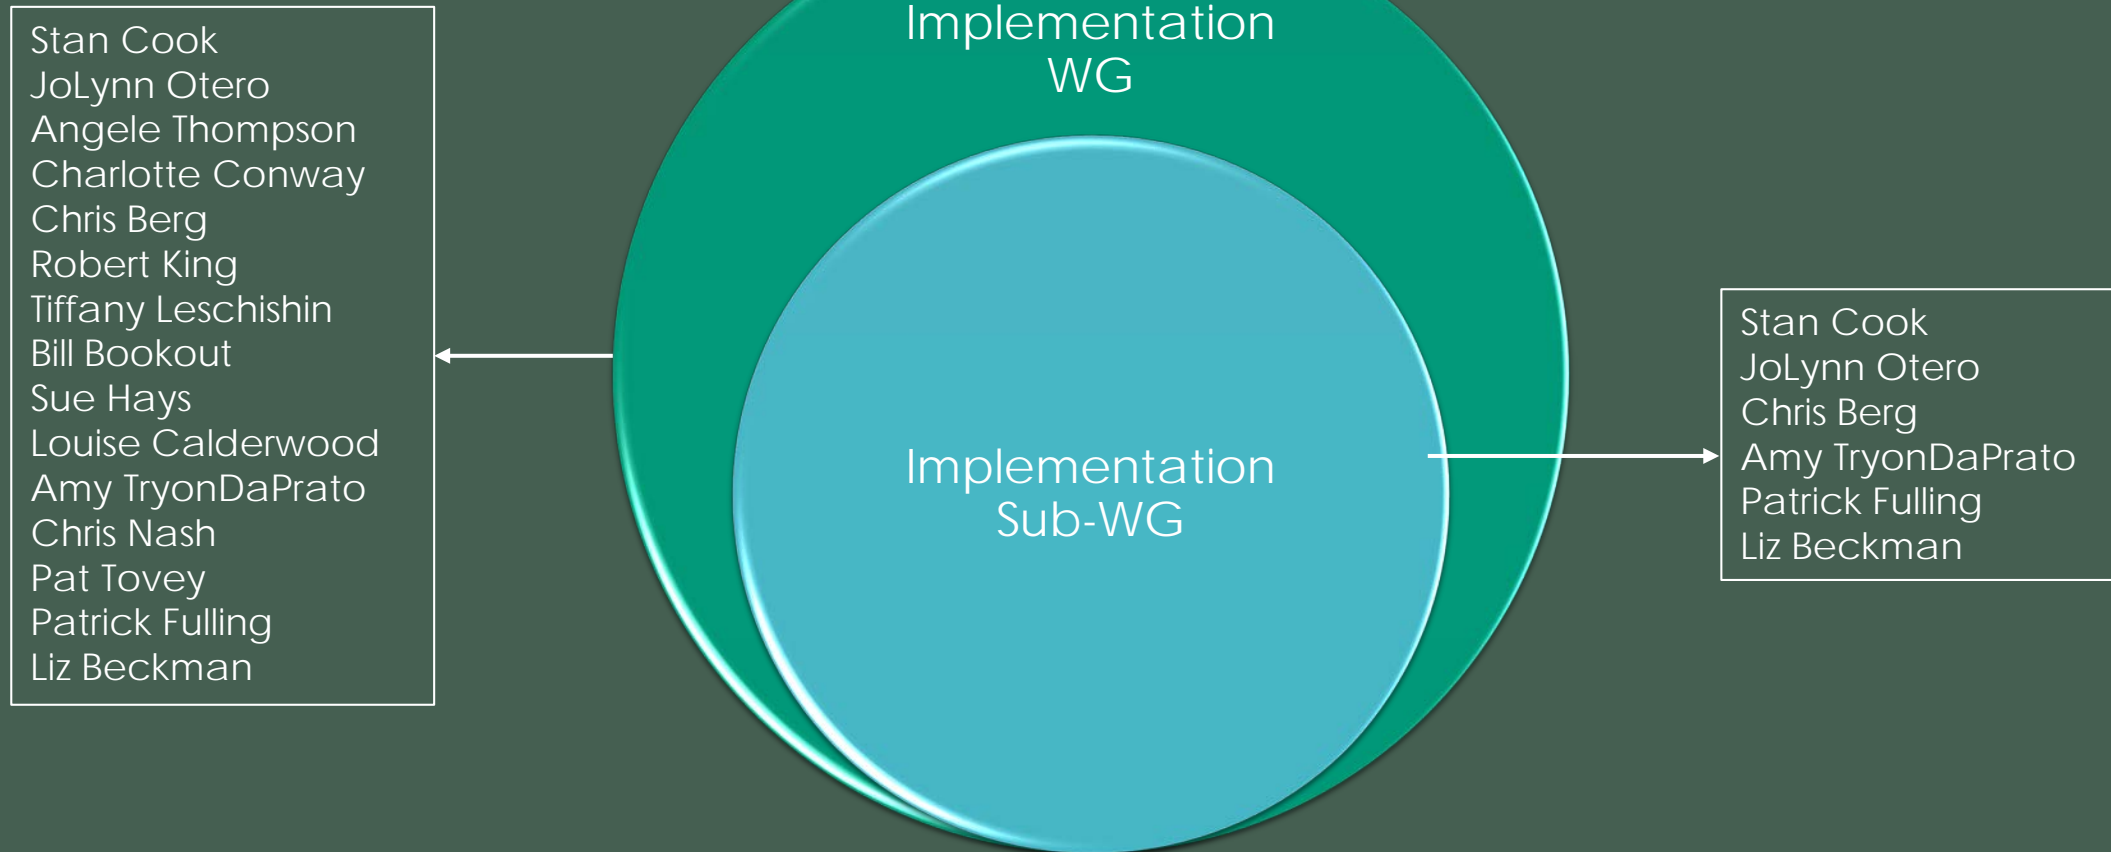 Stan Cook
JoLynn Otero
Angele Thompson
Charlotte Conway
Chris Berg
Robert King
Tiffany Leschishin
Bill Bookout
Sue Hays
Louise Calderwood
Amy TryonDaPrato
Chris Nash
Pat Tovey
Patrick Fulling
Liz Beckman
Implementation
WG
Implementation
Sub-WG
Stan Cook
JoLynn Otero
Chris Berg
Amy TryonDaPrato
Patrick Fulling
Liz Beckman